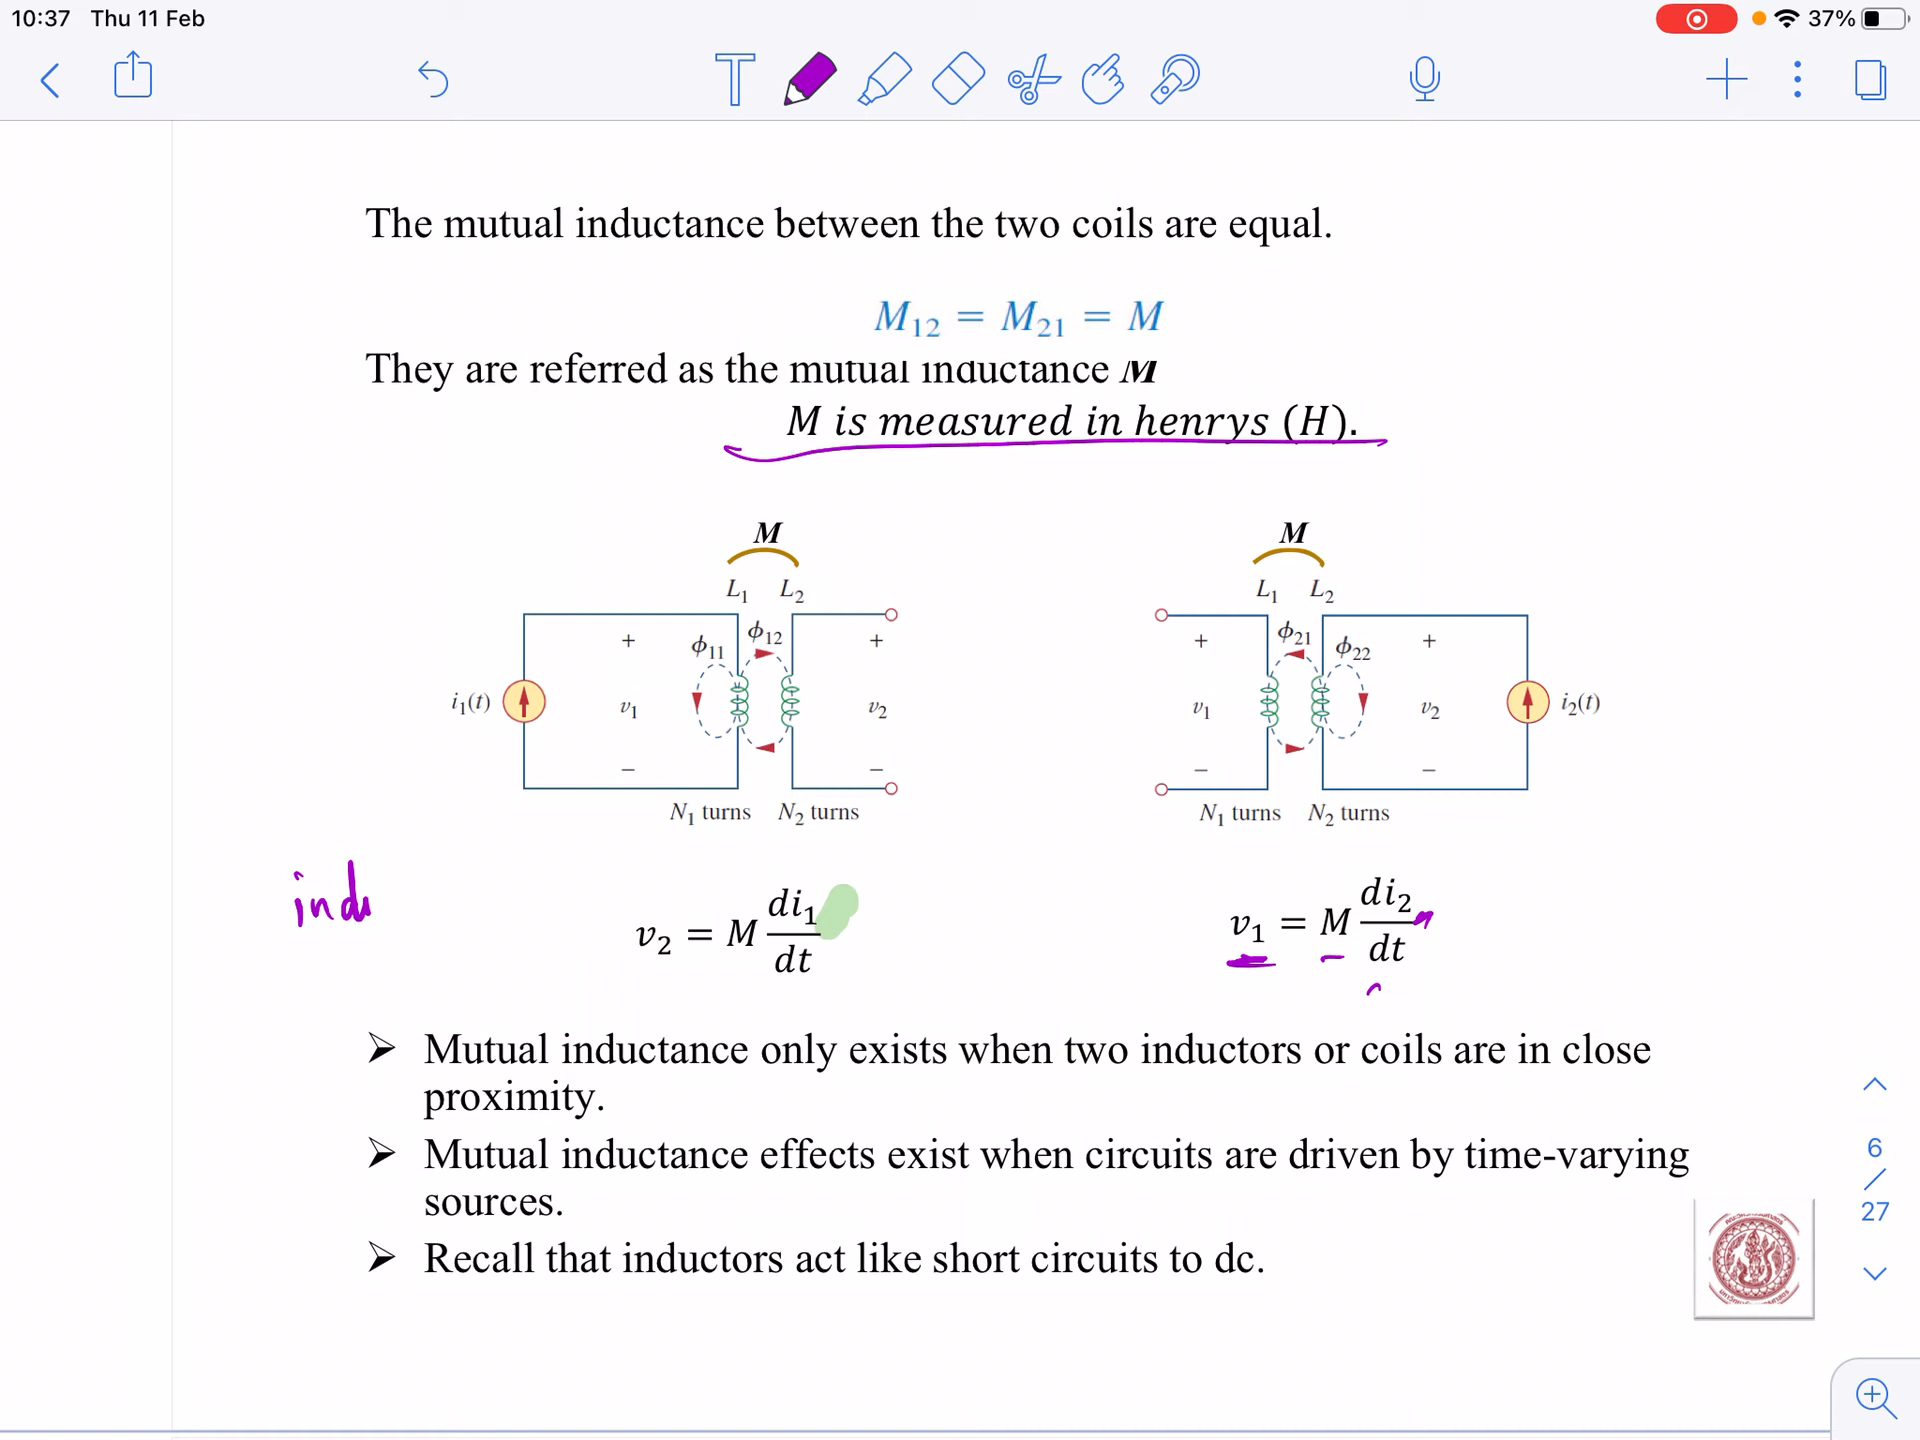 10:37 Thu 11 Feb
37%
The mutual inductance between the two coils are equal.
M₁₂ = M₂₁ = M
They are referred as the mutual inductance M
M is measured in henrys (H).
M
L₁ L₂
ϕ₁₁ ϕ₁₂
i₁(t)
+ v₁ −
+ v₂ −
N₁ turns N₂ turns
M
L₁ L₂
ϕ₂₁ ϕ₂₂
+ v₁ −
+ v₂ −
i₂(t)
N₁ turns N₂ turns
v₂ = M di₁/dt
v₁ = M di₂/dt
➢ Mutual inductance only exists when two inductors or coils are in close
proximity.
➢ Mutual inductance effects exist when circuits are driven by time-varying
sources.
➢ Recall that inductors act like short circuits to dc.
6
/
27